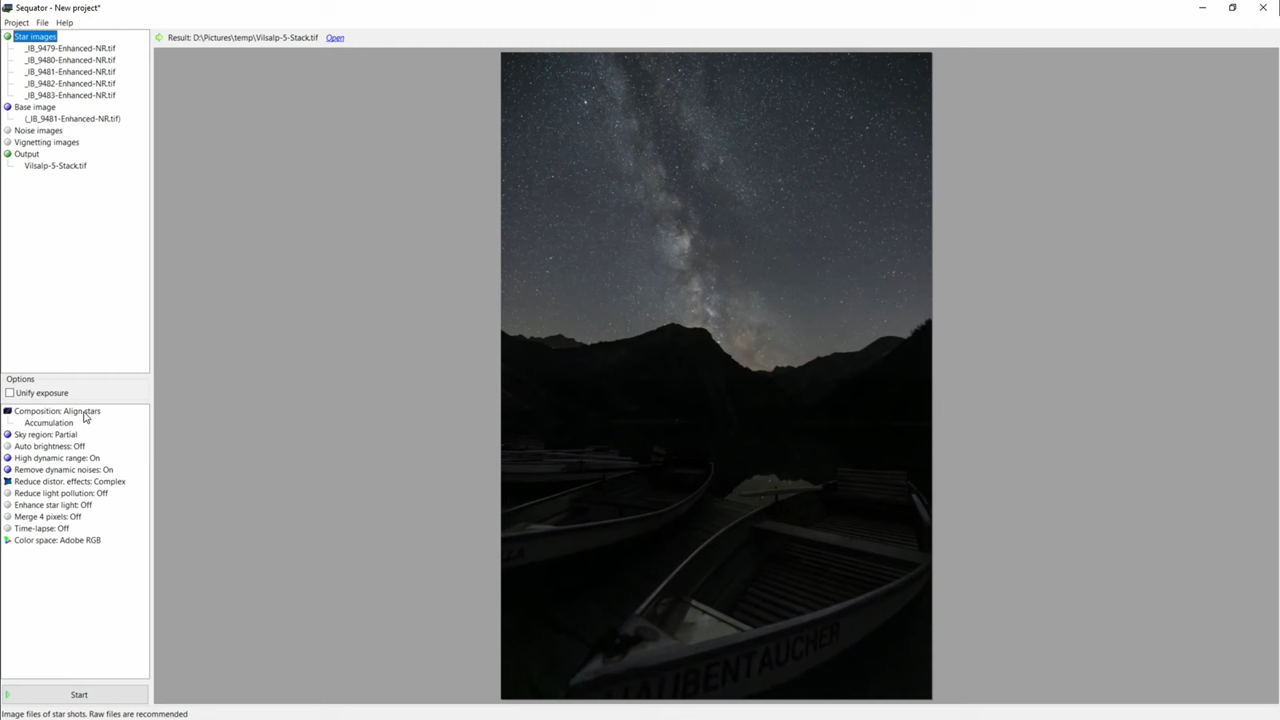 Sequator - New project*
Project File Help
Star images
_IB_9479-Enhanced-NR.tif
_IB_9480-Enhanced-NR.tif
_IB_9481-Enhanced-NR.tif
_IB_9482-Enhanced-NR.tif
_IB_9483-Enhanced-NR.tif
Base image
(_IB_9481-Enhanced-NR.tif)
Noise images
Vignetting images
Output
Vilsalp-5-Stack.tif
Result: D:\Pictures\temp\Vilsalp-5-Stack.tif Open
Options
Unify exposure
Composition: Align stars
Accumulation
Sky region: Partial
Auto brightness: Off
High dynamic range: On
Remove dynamic noises: On
Reduce distor. effects: Complex
Reduce light pollution: Off
Enhance star light: Off
Merge 4 pixels: Off
Time-lapse: Off
Color space: Adobe RGB
Start
HAUBENTAUCHER
Image files of star shots. Raw files are recommended